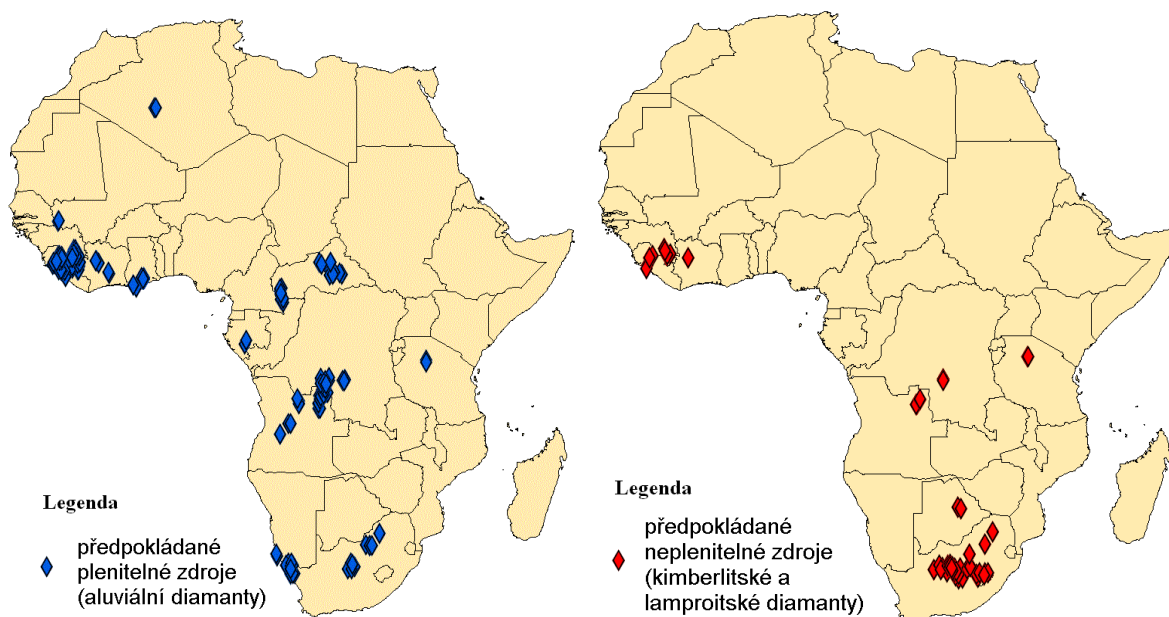 Legenda
předpokládané
plenitelné zdroje
(aluviální diamanty)
Legenda
předpokládané
neplenitelné zdroje
(kimberlitské a
lamproitské diamanty)